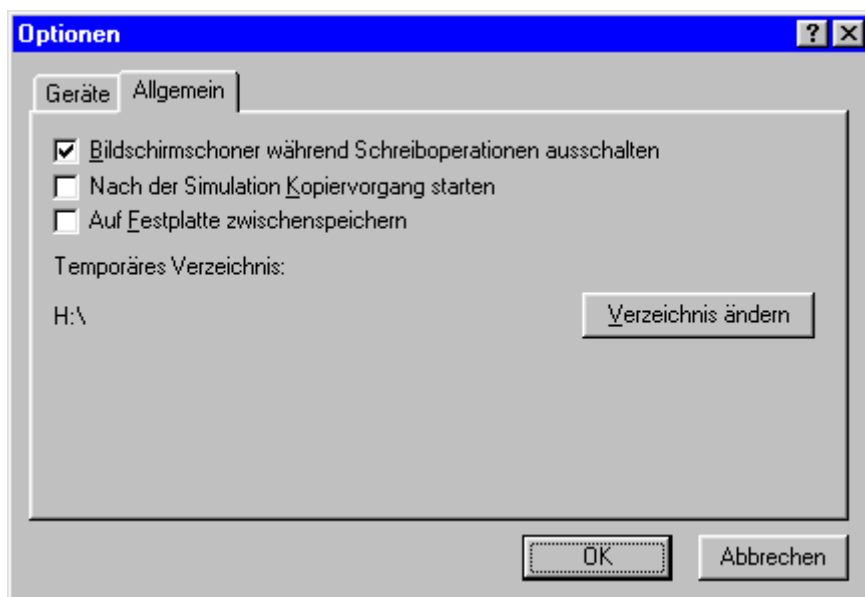 Optionen
Geräte Allgemein
Bildschirmschoner während Schreiboperationen ausschalten
Nach der Simulation Kopiervorgang starten
Auf Festplatte zwischenspeichern
Temporäres Verzeichnis:
H:\ Verzeichnis ändern
OK Abbrechen